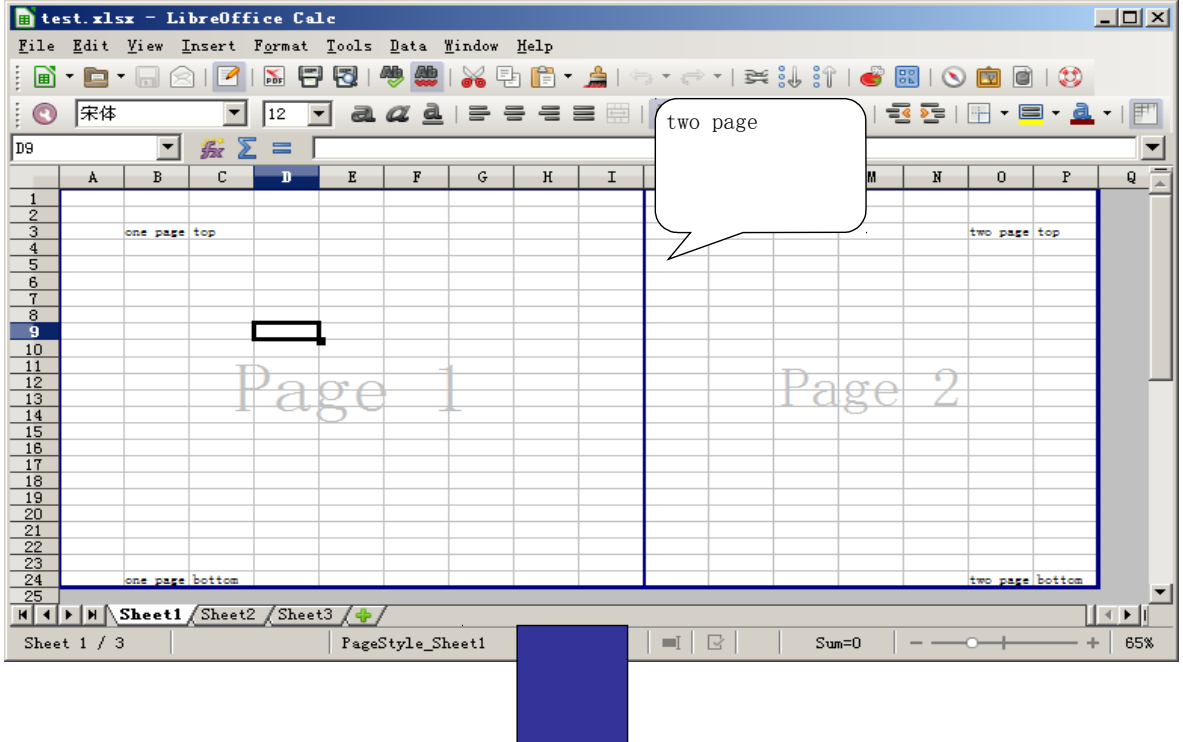 test.xlsx - LibreOffice Calc
File Edit View Insert Format Tools Data Window Help
宋体 12
two page
D9
A B C D E F G H I M N O P Q
1
2
3 one page top two page top
4
5
6
7
8
9
10
11
12
13
14
15
16
17
18
19
20
21
22
23
24 one page bottom two page bottom
25
Page 1 Page 2
Sheet1 Sheet2 Sheet3
Sheet 1 / 3 PageStyle_Sheet1 Sum=0 65%